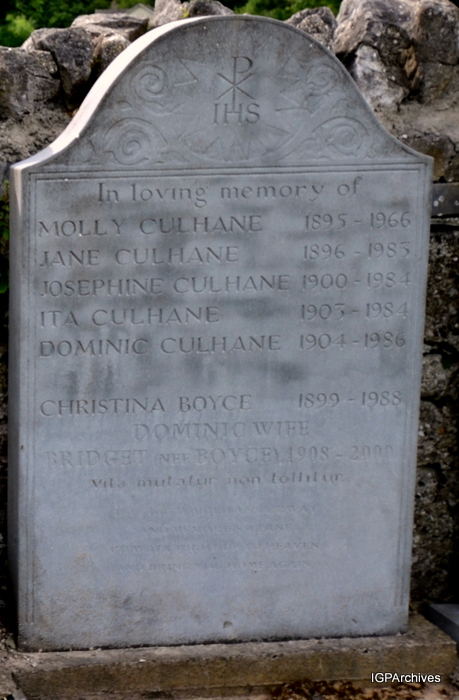 P
IHS
In loving memory of
MOLLY CULHANE 1895 - 1966
JANE CULHANE 1896 - 1983
JOSEPHINE CULHANE 1900 - 1984
ITA CULHANE 1903 - 1984
DOMINIC CULHANE 1904 - 1986
CHRISTINA BOYCE 1899 - 1988
DOMINIC WIFE
BRIDGET (NEE BOYCE) 1908 - 2000
vita mutatur non tollitur
IGPArchives